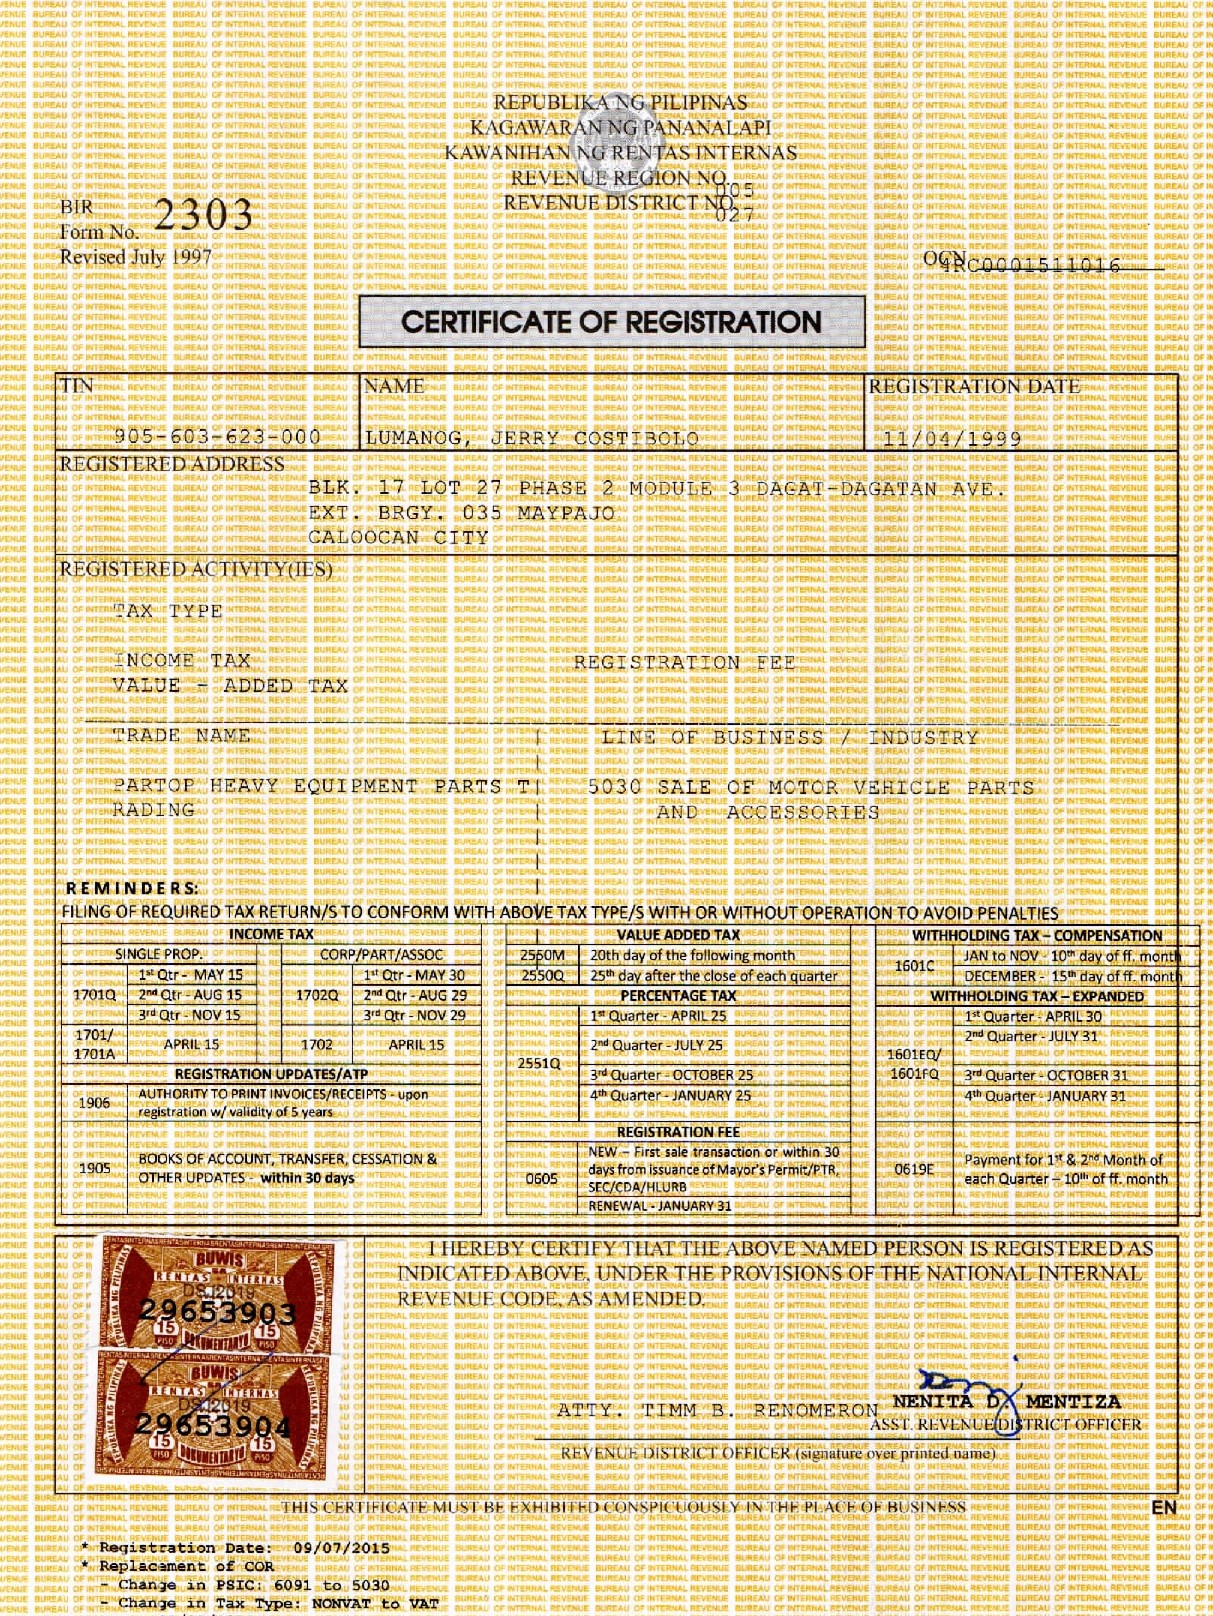 REPUBLIKA NG PILIPINAS
KAGAWARAN NG PANANALAPI
KAWANIHAN NG RENTAS INTERNAS
REVENUE REGION NO. 005
REVENUE DISTRICT NO. 027
BIR
Form No. 2303
Revised July 1997
OCN 4RC0001511016
CERTIFICATE OF REGISTRATION
TIN NAME REGISTRATION DATE
905-603-623-000 LUMANOG, JERRY COSTIBOLO 11/04/1999
REGISTERED ADDRESS
BLK. 17 LOT 27 PHASE 2 MODULE 3 DAGAT-DAGATAN AVE.
EXT. BRGY. 035 MAYPAJO
CALOOCAN CITY
REGISTERED ACTIVITY(IES)
TAX TYPE
INCOME TAX REGISTRATION FEE
VALUE - ADDED TAX
TRADE NAME | LINE OF BUSINESS / INDUSTRY
PARTOP HEAVY EQUIPMENT PARTS T| 5030 SALE OF MOTOR VEHICLE PARTS
RADING AND ACCESSORIES
REMINDERS:
FILING OF REQUIRED TAX RETURN/S TO CONFORM WITH ABOVE TAX TYPE/S WITH OR WITHOUT OPERATION TO AVOID PENALTIES
INCOME TAX
SINGLE PROP. CORP/PART/ASSOC
1701Q
1st Qtr - MAY 15
2nd Qtr - AUG 15
3rd Qtr - NOV 15
1702Q
1st Qtr - MAY 30
2nd Qtr - AUG 29
3rd Qtr - NOV 29
1701/
1701A
APRIL 15
1702 APRIL 15
REGISTRATION UPDATES/ATP
1906
AUTHORITY TO PRINT INVOICES/RECEIPTS - upon
registration w/ validity of 5 years
1905
BOOKS OF ACCOUNT, TRANSFER, CESSATION &
OTHER UPDATES - within 30 days
VALUE ADDED TAX
2550M 20th day of the following month
2550Q 25th day after the close of each quarter
PERCENTAGE TAX
2551Q
1st Quarter - APRIL 25
2nd Quarter - JULY 25
3rd Quarter - OCTOBER 25
4th Quarter - JANUARY 25
REGISTRATION FEE
0605
NEW – First sale transaction or within 30
days from issuance of Mayor's Permit/PTR,
SEC/CDA/HLURB
RENEWAL - JANUARY 31
WITHHOLDING TAX – COMPENSATION
1601C
JAN to NOV - 10th day of ff. month
DECEMBER - 15th day of ff. month
WITHHOLDING TAX – EXPANDED
1601EQ/
1601FQ
1st Quarter - APRIL 30
2nd Quarter - JULY 31
3rd Quarter - OCTOBER 31
4th Quarter - JANUARY 31
0619E
Payment for 1st & 2nd Month of
each Quarter – 10th of ff. month
BUWIS
RENTAS INTERNAS
DSJ2019
29653903
15 15
PISO DOKUMENTARYO PISO
REPUBLIKA NG PILIPINAS
BUWIS
RENTAS INTERNAS
DSJ2019
29653904
15 15
PISO DOKUMENTARYO PISO
REPUBLIKA NG PILIPINAS
I HEREBY CERTIFY THAT THE ABOVE NAMED PERSON IS REGISTERED AS
INDICATED ABOVE, UNDER THE PROVISIONS OF THE NATIONAL INTERNAL
REVENUE CODE, AS AMENDED.
ATTY. TIMM B. RENOMERON NENITA D. MENTIZA
ASST. REVENUE DISTRICT OFFICER
REVENUE DISTRICT OFFICER (signature over printed name)
THIS CERTIFICATE MUST BE EXHIBITED CONSPICUOUSLY IN THE PLACE OF BUSINESS EN
* Registration Date: 09/07/2015
* Replacement of COR
- Change in PSIC: 6091 to 5030
- Change in Tax Type: NONVAT to VAT